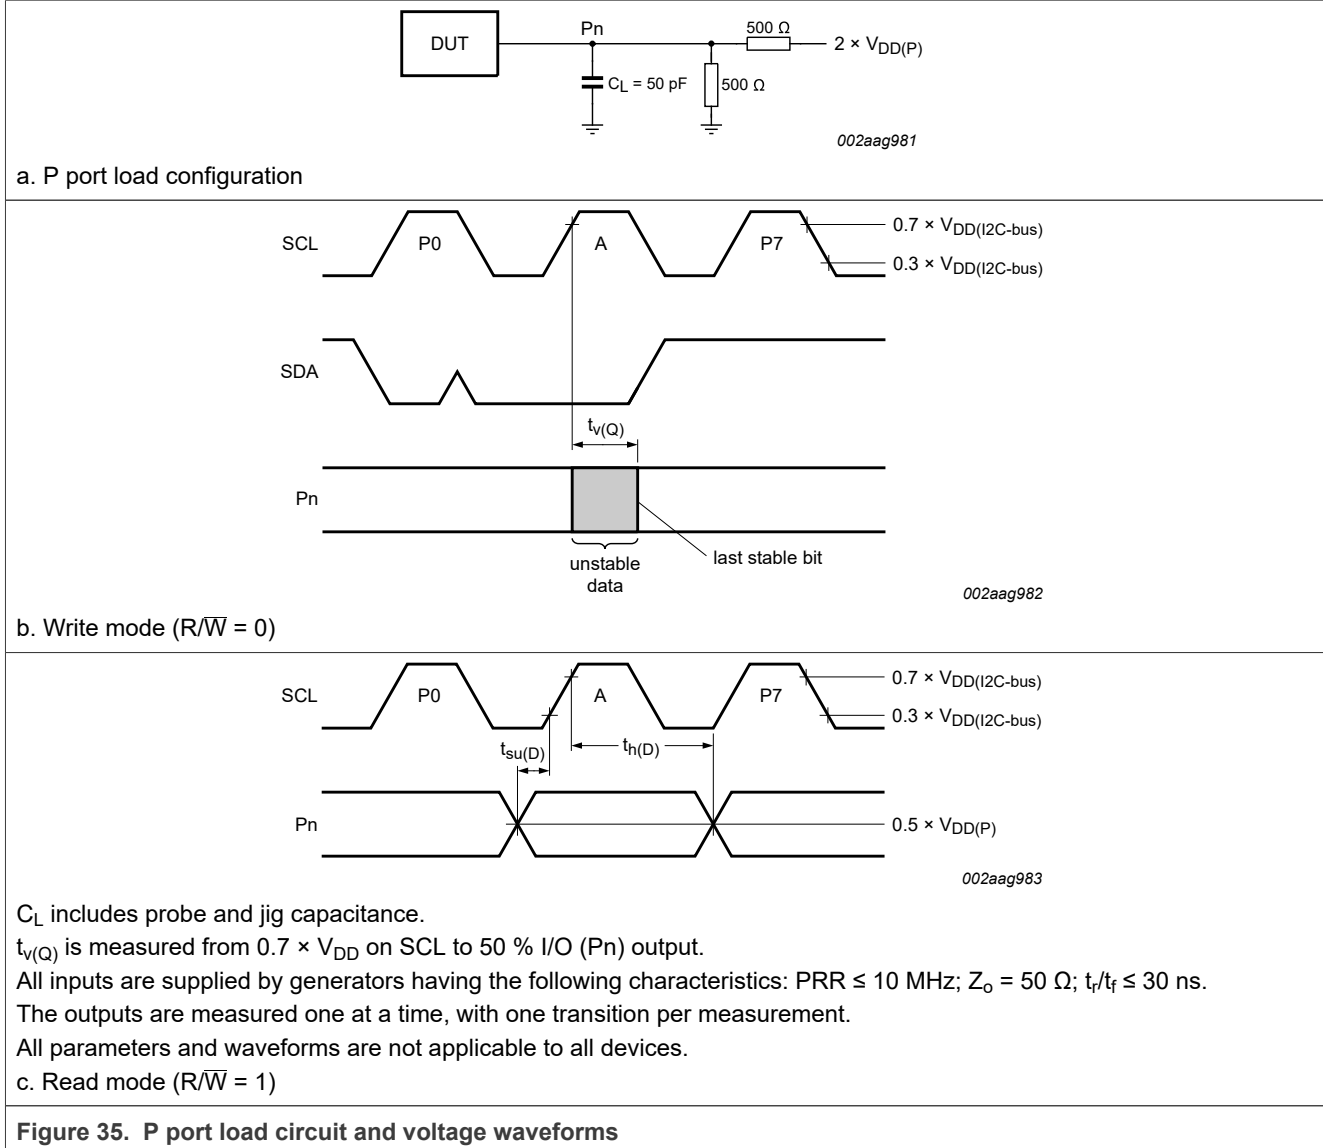 DUT
Pn
500 Ω
2 × VDD(P)
CL = 50 pF
500 Ω
002aag981
a. P port load configuration
SCL
P0
A
P7
0.7 × VDD(I2C-bus)
0.3 × VDD(I2C-bus)
SDA
tv(Q)
Pn
unstable
data
last stable bit
002aag982
b. Write mode (R/W̅ = 0)
SCL
P0
A
P7
0.7 × VDD(I2C-bus)
0.3 × VDD(I2C-bus)
tsu(D)
th(D)
Pn
0.5 × VDD(P)
002aag983
CL includes probe and jig capacitance.
tv(Q) is measured from 0.7 × VDD on SCL to 50 % I/O (Pn) output.
All inputs are supplied by generators having the following characteristics: PRR ≤ 10 MHz; Zo = 50 Ω; tr/tf ≤ 30 ns.
The outputs are measured one at a time, with one transition per measurement.
All parameters and waveforms are not applicable to all devices.
c. Read mode (R/W̅ = 1)
Figure 35. P port load circuit and voltage waveforms